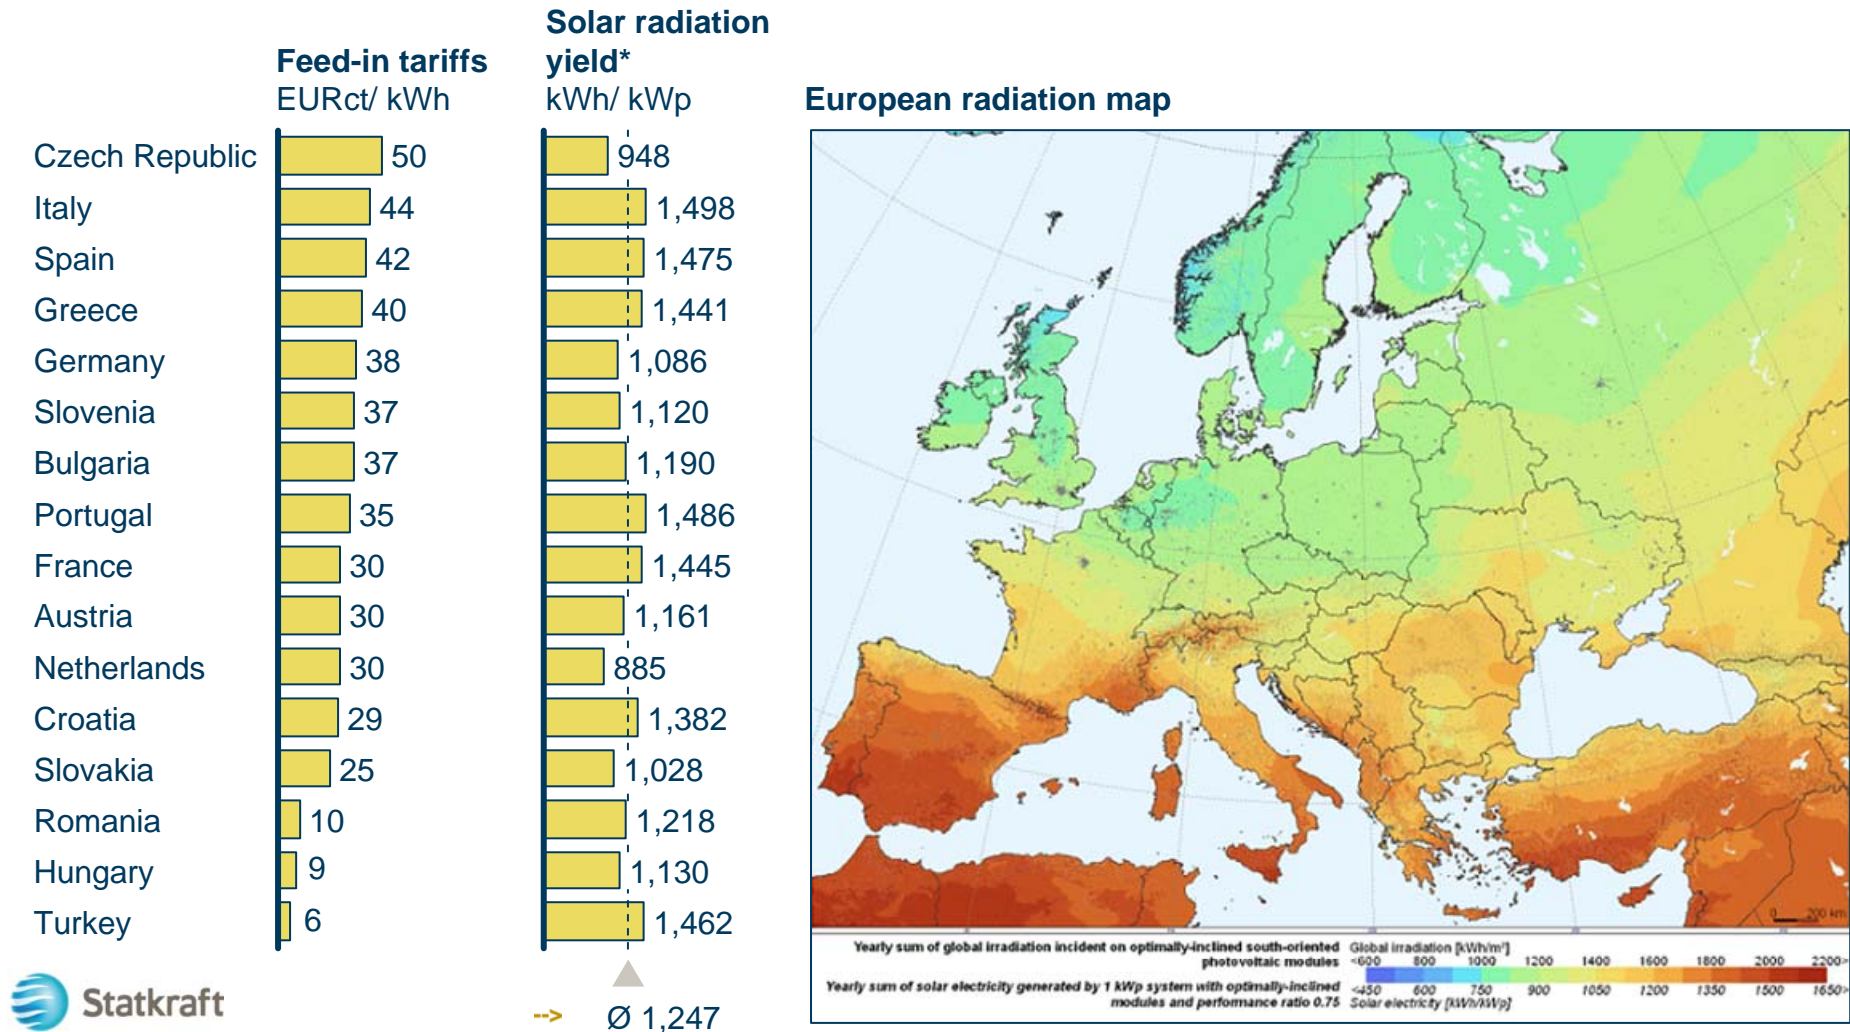 Feed-in tariffs
EURct/ kWh
Solar radiation
yield*
kWh/ kWp
European radiation map
Czech Republic 50 948
Italy 44 1,498
Spain 42 1,475
Greece 40 1,441
Germany 38 1,086
Slovenia 37 1,120
Bulgaria 37 1,190
Portugal 35 1,486
France 30 1,445
Austria 30 1,161
Netherlands 30 885
Croatia 29 1,382
Slovakia 25 1,028
Romania 10 1,218
Hungary 9 1,130
Turkey 6 1,462
--> Ø 1,247
Statkraft
0 200 km
Yearly sum of global irradiation incident on optimally-inclined south-oriented
photovoltaic modules
Global irradiation [kWh/m²]
<600 800 1000 1200 1400 1600 1800 2000 2200>
Yearly sum of solar electricity generated by 1 kWp system with optimally-inclined
modules and performance ratio 0.75
<450 600 750 900 1050 1200 1350 1500 1650>
Solar electricity [kWh/kWp]